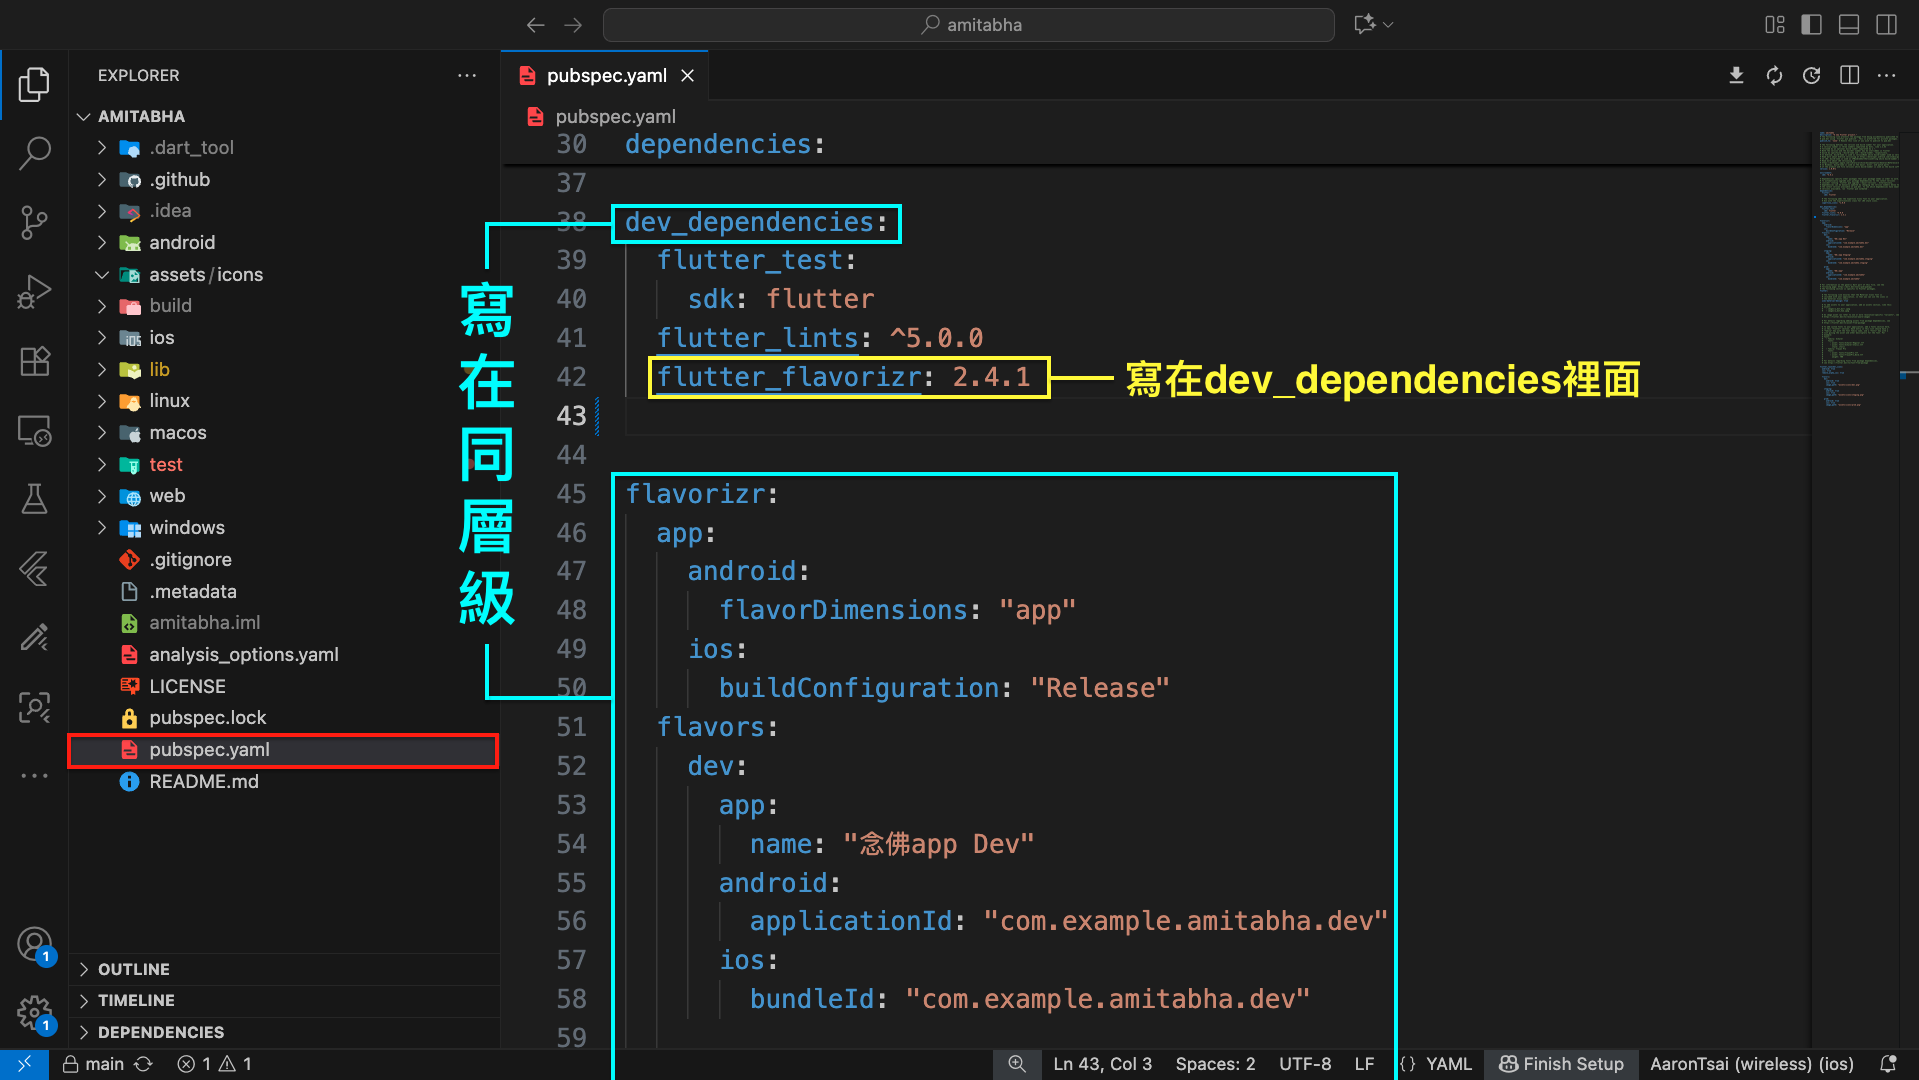 amitabha
EXPLORER
AMITABHA
.dart_tool
.github
.idea
android
assets/icons
build
ios
lib
linux
macos
test
web
windows
.gitignore
.metadata
amitabha.iml
analysis_options.yaml
LICENSE
pubspec.lock
pubspec.yaml
README.md
OUTLINE
TIMELINE
DEPENDENCIES
1
1
pubspec.yaml
pubspec.yaml
30 dependencies:
37
38 dev_dependencies:
39 flutter_test:
40 sdk: flutter
41 flutter_lints: ^5.0.0
42 flutter_flavorizr: 2.4.1
寫在dev_dependencies裡面
43
44
45 flavorizr:
46 app:
47 android:
48 flavorDimensions: "app"
49 ios:
50 buildConfiguration: "Release"
51 flavors:
52 dev:
53 app:
54 name: "念佛app Dev"
55 android:
56 applicationId: "com.example.amitabha.dev"
57 ios:
58 bundleId: "com.example.amitabha.dev"
59
寫在同層級
main 1 1
Ln 43, Col 3 Spaces: 2 UTF-8 LF {} YAML Finish Setup AaronTsai (wireless) (ios)